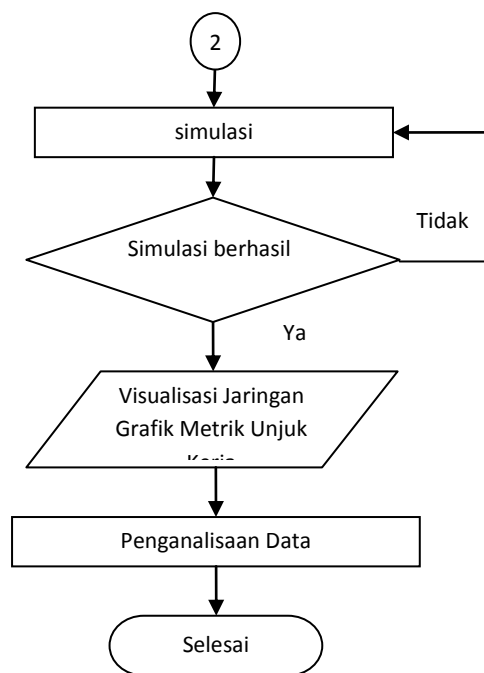 2
simulasi
Simulasi berhasil
Tidak
Ya
Visualisasi Jaringan
Grafik Metrik Unjuk
Penganalisaan Data
Selesai